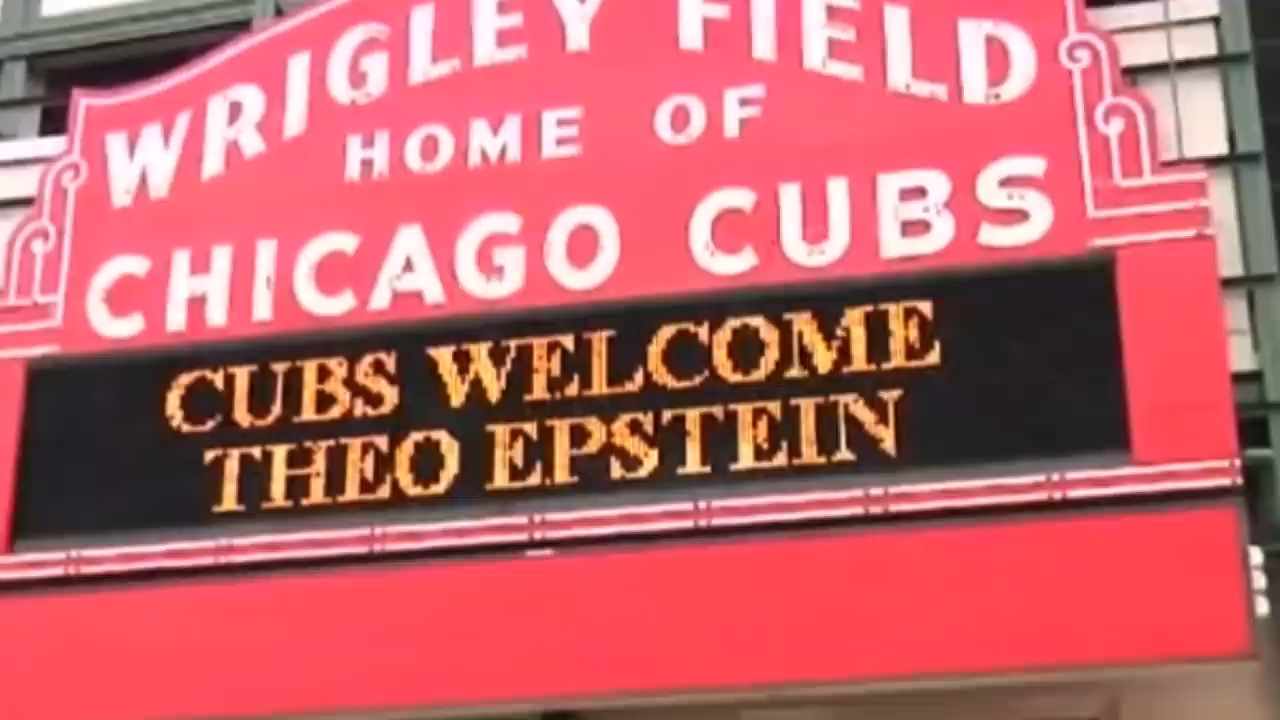 WRIGLEY FIELD
HOME OF
CHICAGO CUBS
CUBS WELCOME
THEO EPSTEIN